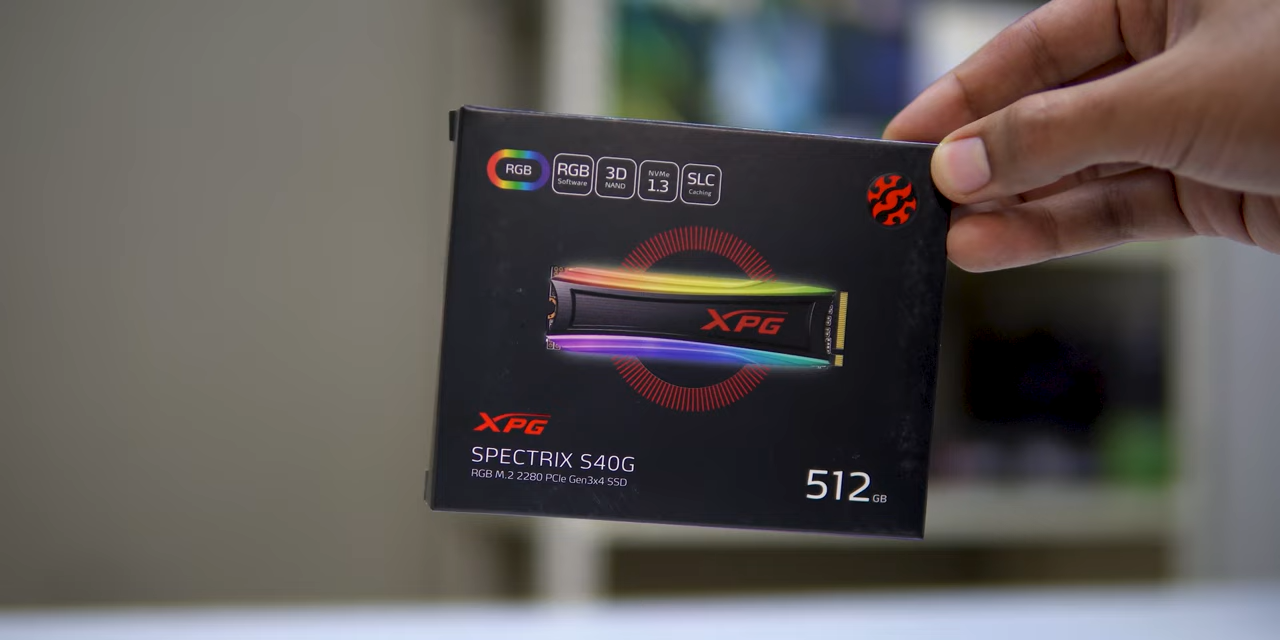 RGB
RGB
Software
3D
NAND
NVMe
1.3
SLC
Caching
XPG
XPG
SPECTRIX S40G
RGB M.2 2280 PCIe Gen3x4 SSD
512 GB